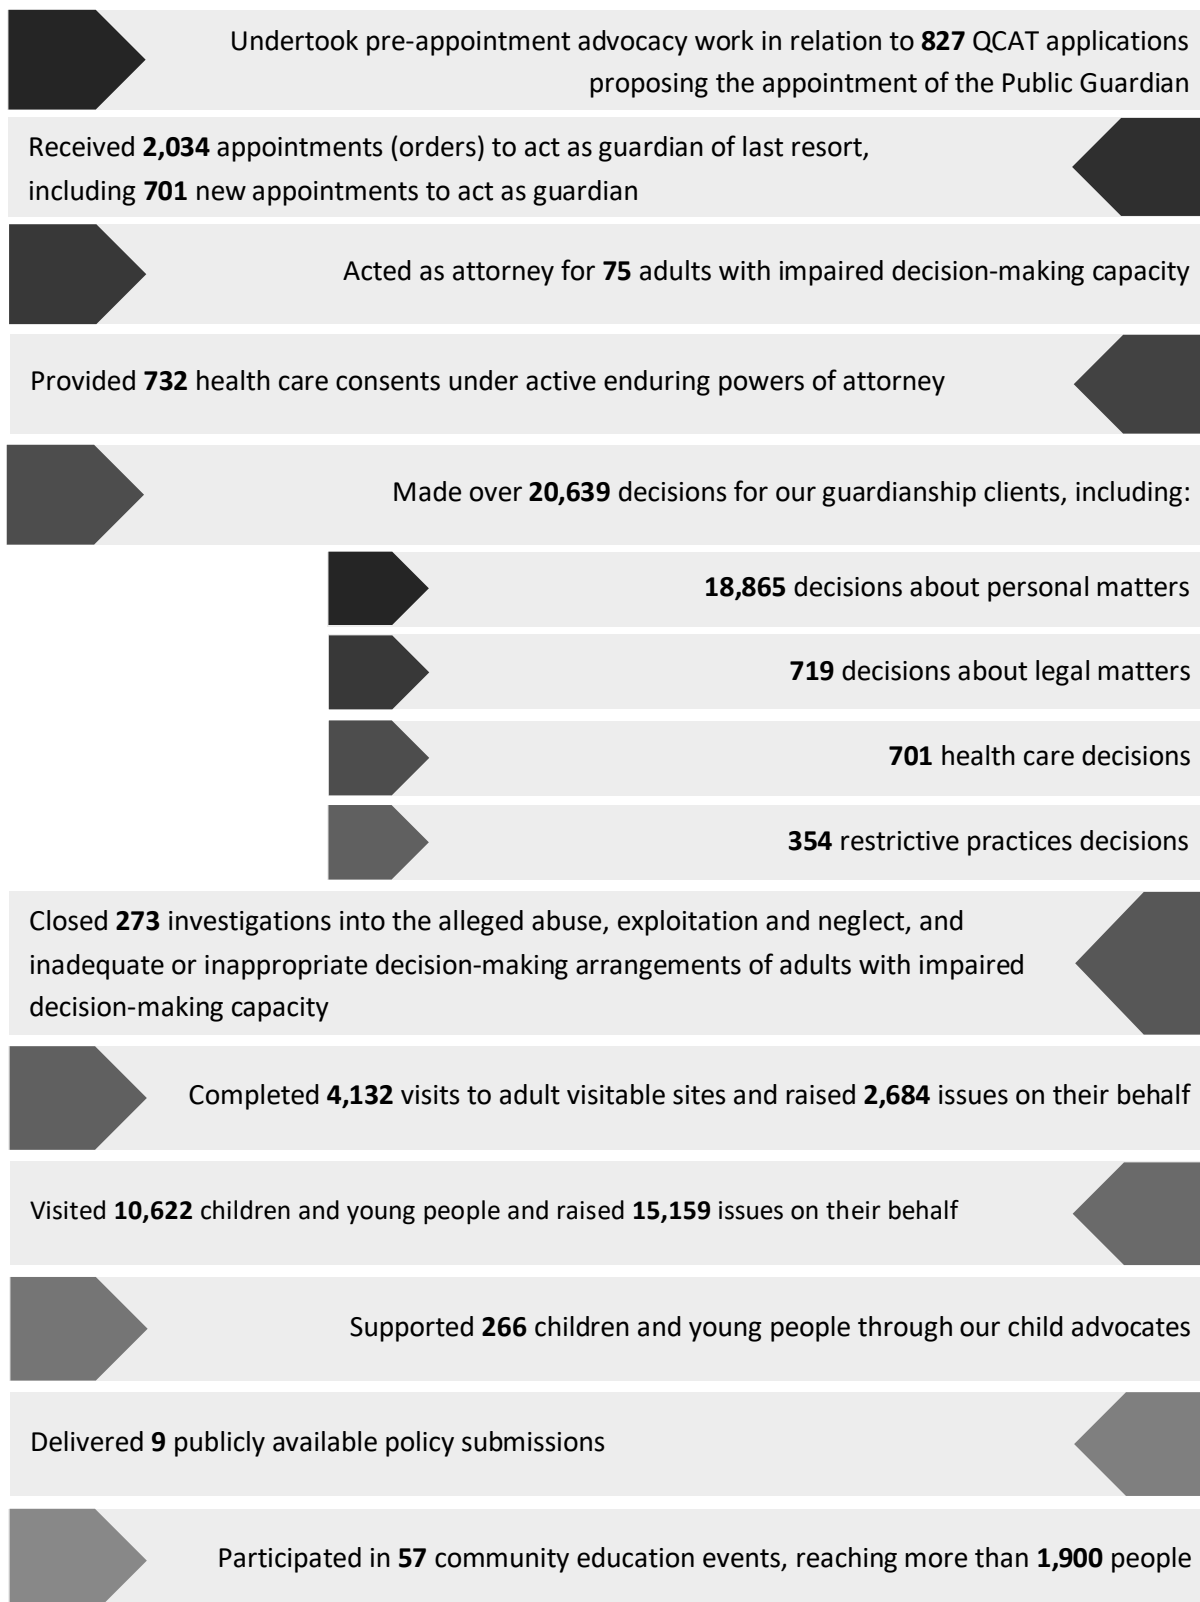 Undertook pre-appointment advocacy work in relation to 827 QCAT applications
proposing the appointment of the Public Guardian
Received 2,034 appointments (orders) to act as guardian of last resort,
including 701 new appointments to act as guardian
Acted as attorney for 75 adults with impaired decision-making capacity
Provided 732 health care consents under active enduring powers of attorney
Made over 20,639 decisions for our guardianship clients, including:
18,865 decisions about personal matters
719 decisions about legal matters
701 health care decisions
354 restrictive practices decisions
Closed 273 investigations into the alleged abuse, exploitation and neglect, and
inadequate or inappropriate decision-making arrangements of adults with impaired
decision-making capacity
Completed 4,132 visits to adult visitable sites and raised 2,684 issues on their behalf
Visited 10,622 children and young people and raised 15,159 issues on their behalf
Supported 266 children and young people through our child advocates
Delivered 9 publicly available policy submissions
Participated in 57 community education events, reaching more than 1,900 people